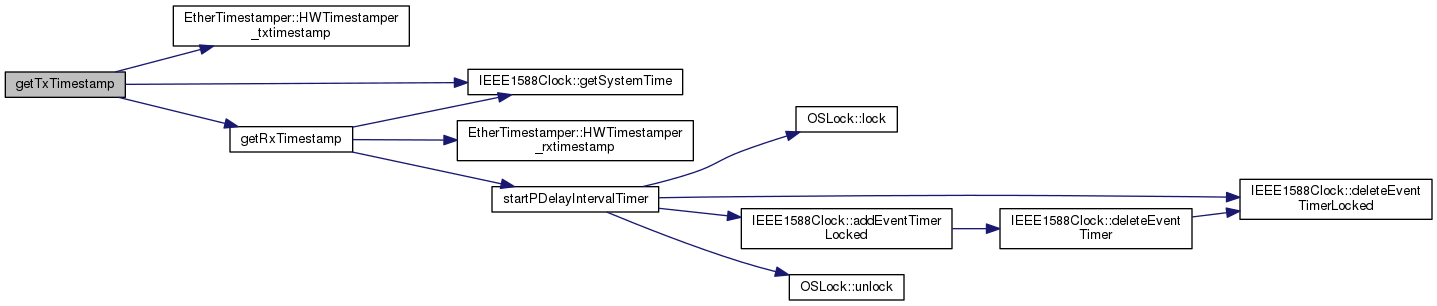 EtherTimestamper::HWTimestamper
_txtimestamp
getTxTimestamp
IEEE1588Clock::getSystemTime
getRxTimestamp
EtherTimestamper::HWTimestamper
_rxtimestamp
OSLock::lock
startPDelayIntervalTimer
IEEE1588Clock::deleteEvent
TimerLocked
IEEE1588Clock::addEventTimer
Locked
IEEE1588Clock::deleteEvent
Timer
OSLock::unlock